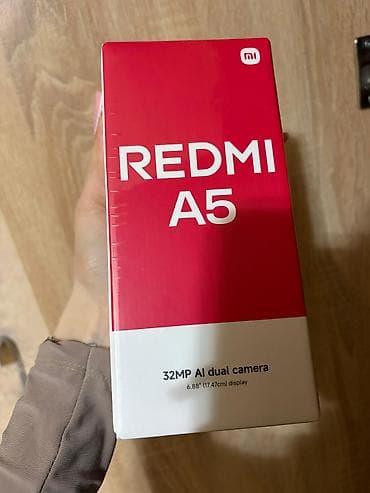 mi
REDMI
A5
32MP AI dual camera
6.88" (17.47cm) display